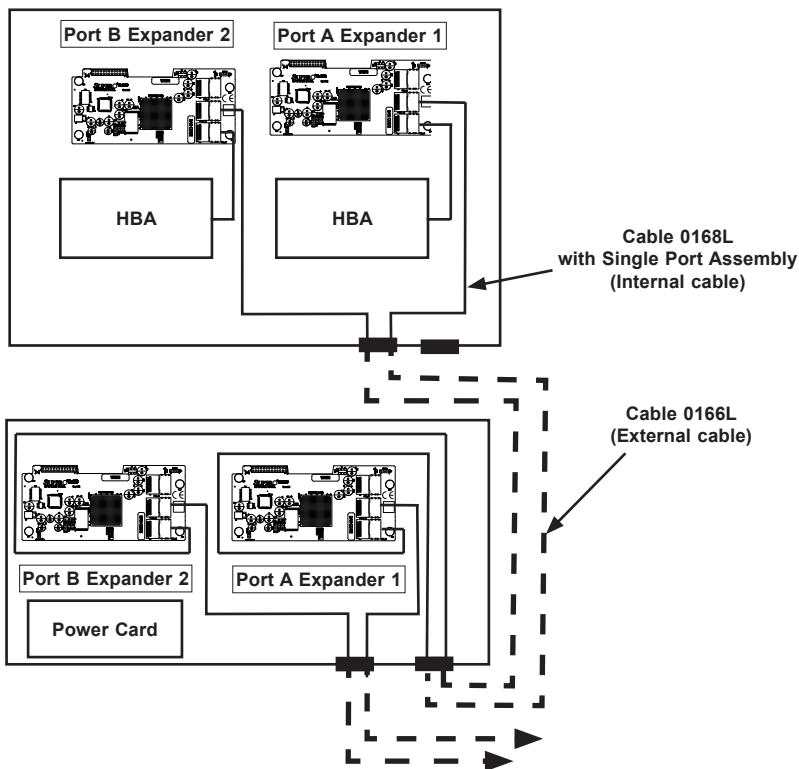 Port B Expander 2
Port A Expander 1
HBA
HBA
Cable 0168L
with Single Port Assembly
(Internal cable)
Cable 0166L
(External cable)
Port B Expander 2
Port A Expander 1
Power Card